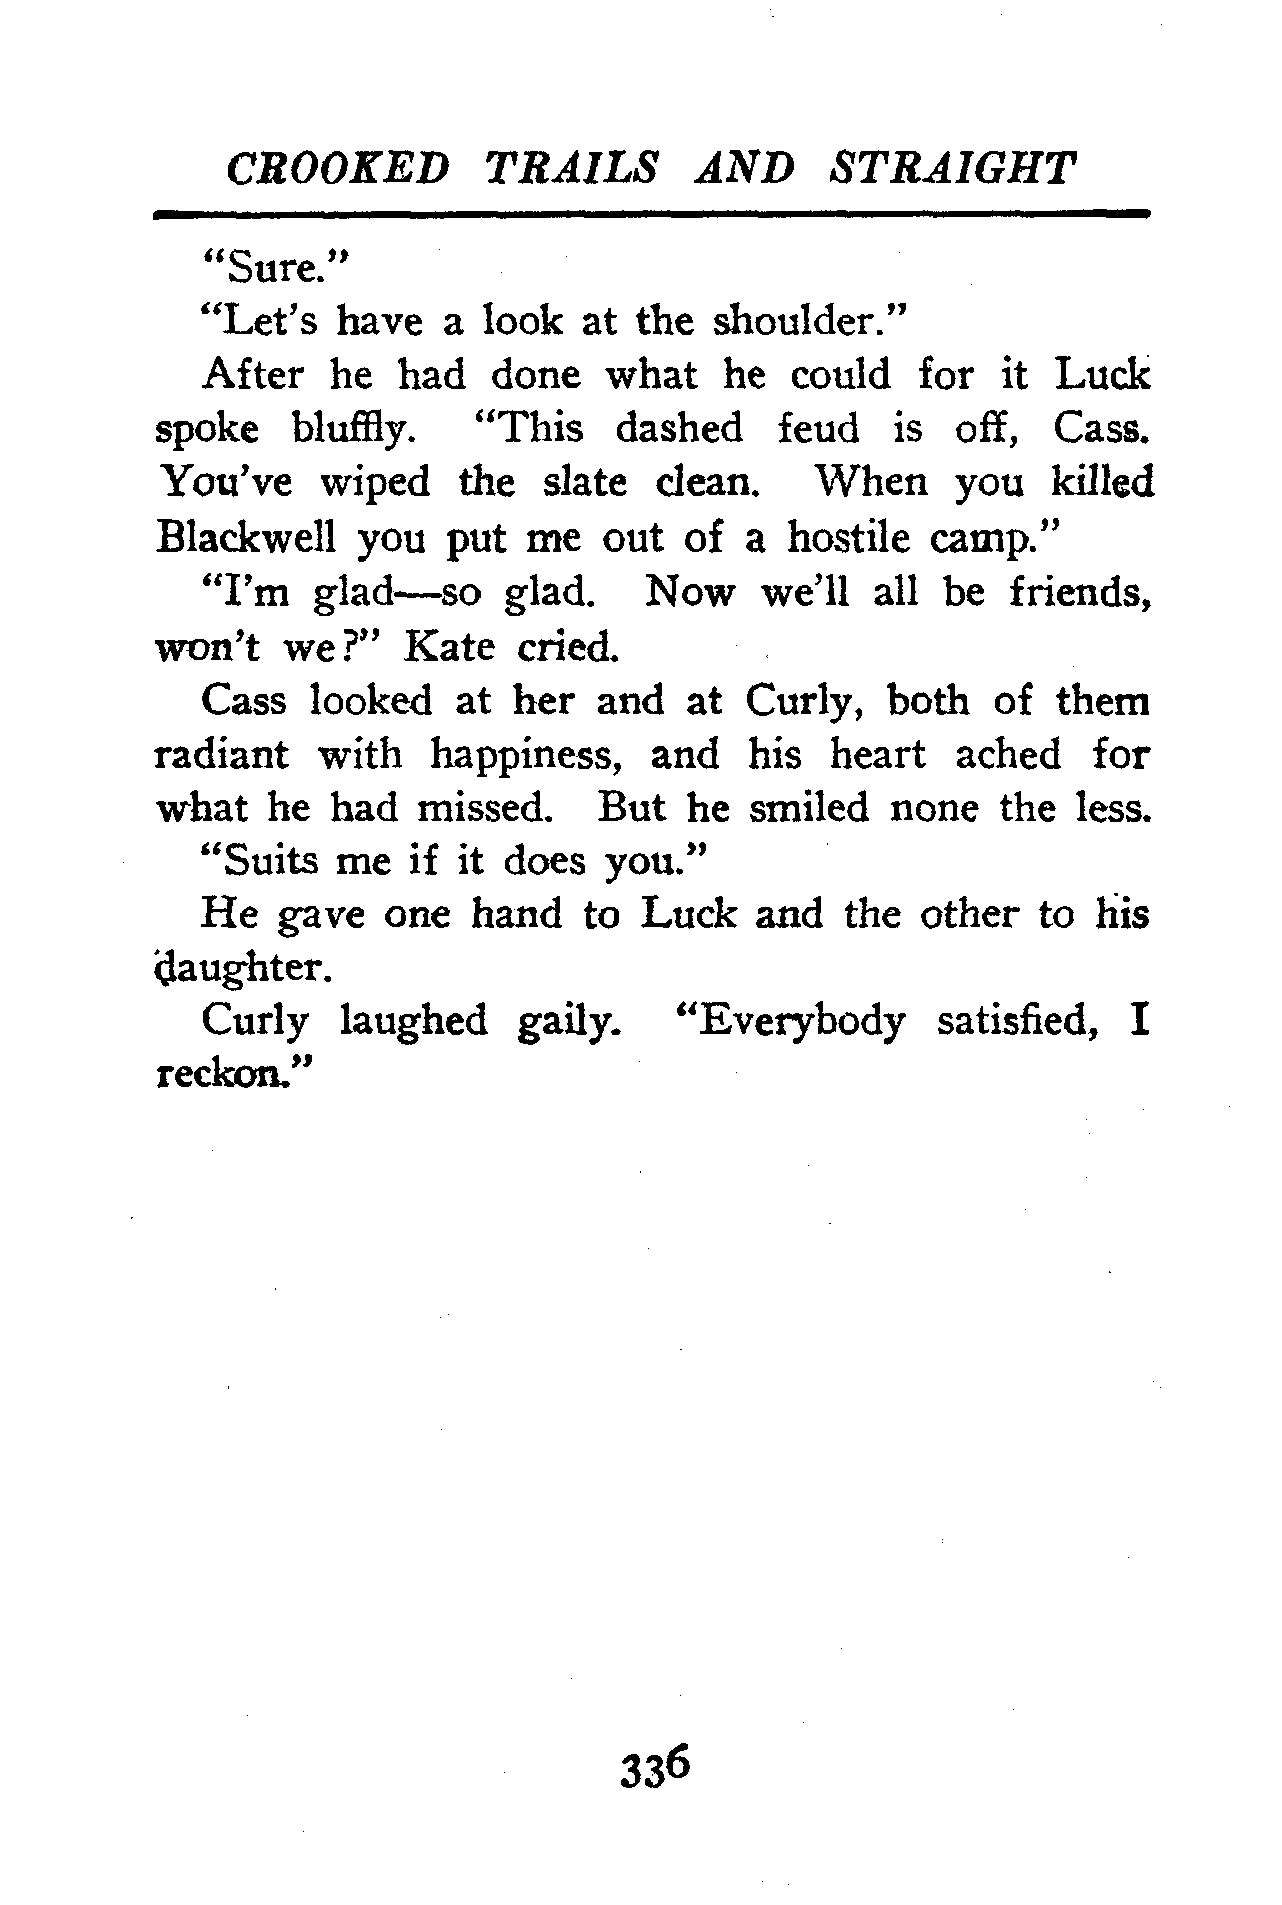 CROOKED TRAILS AND STRAIGHT
“Sure.”
“Let’s have a look at the shoulder.”
After he had done what he could for it Luck
spoke bluffly. “This dashed feud is off, Cass.
You’ve wiped the slate clean. When you killed
Blackwell you put me out of a hostile camp.”
“I’m glad—so glad. Now we’ll all be friends,
won’t we?” Kate cried.
Cass looked at her and at Curly, both of them
radiant with happiness, and his heart ached for
what he had missed. But he smiled none the less.
“Suits me if it does you.”
He gave one hand to Luck and the other to his
daughter.
Curly laughed gaily. “Everybody satisfied, I
reckon.”
336